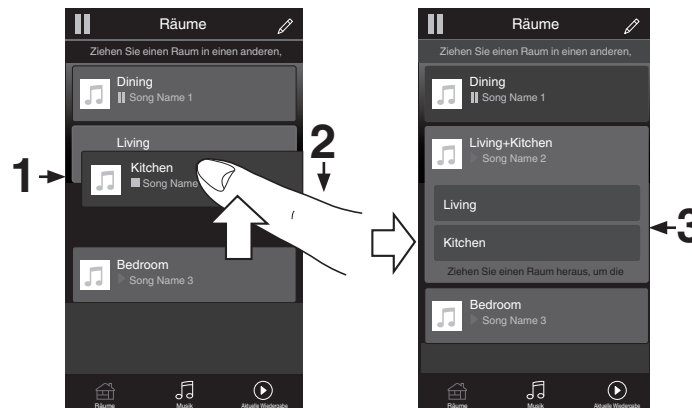 Räume
Ziehen Sie einen Raum in einen anderen,
Dining
Song Name 1
Living
Kitchen
Song Name
Bedroom
Song Name 3
Räume
Musik
Aktuelle Wiedergabe
1
2
Räume
Ziehen Sie einen Raum in einen anderen,
Dining
Song Name 1
Living+Kitchen
Song Name 2
Living
Kitchen
Ziehen Sie einen Raum heraus, um die
Bedroom
Song Name 3
Räume
Musik
Aktuelle Wiedergabe
3